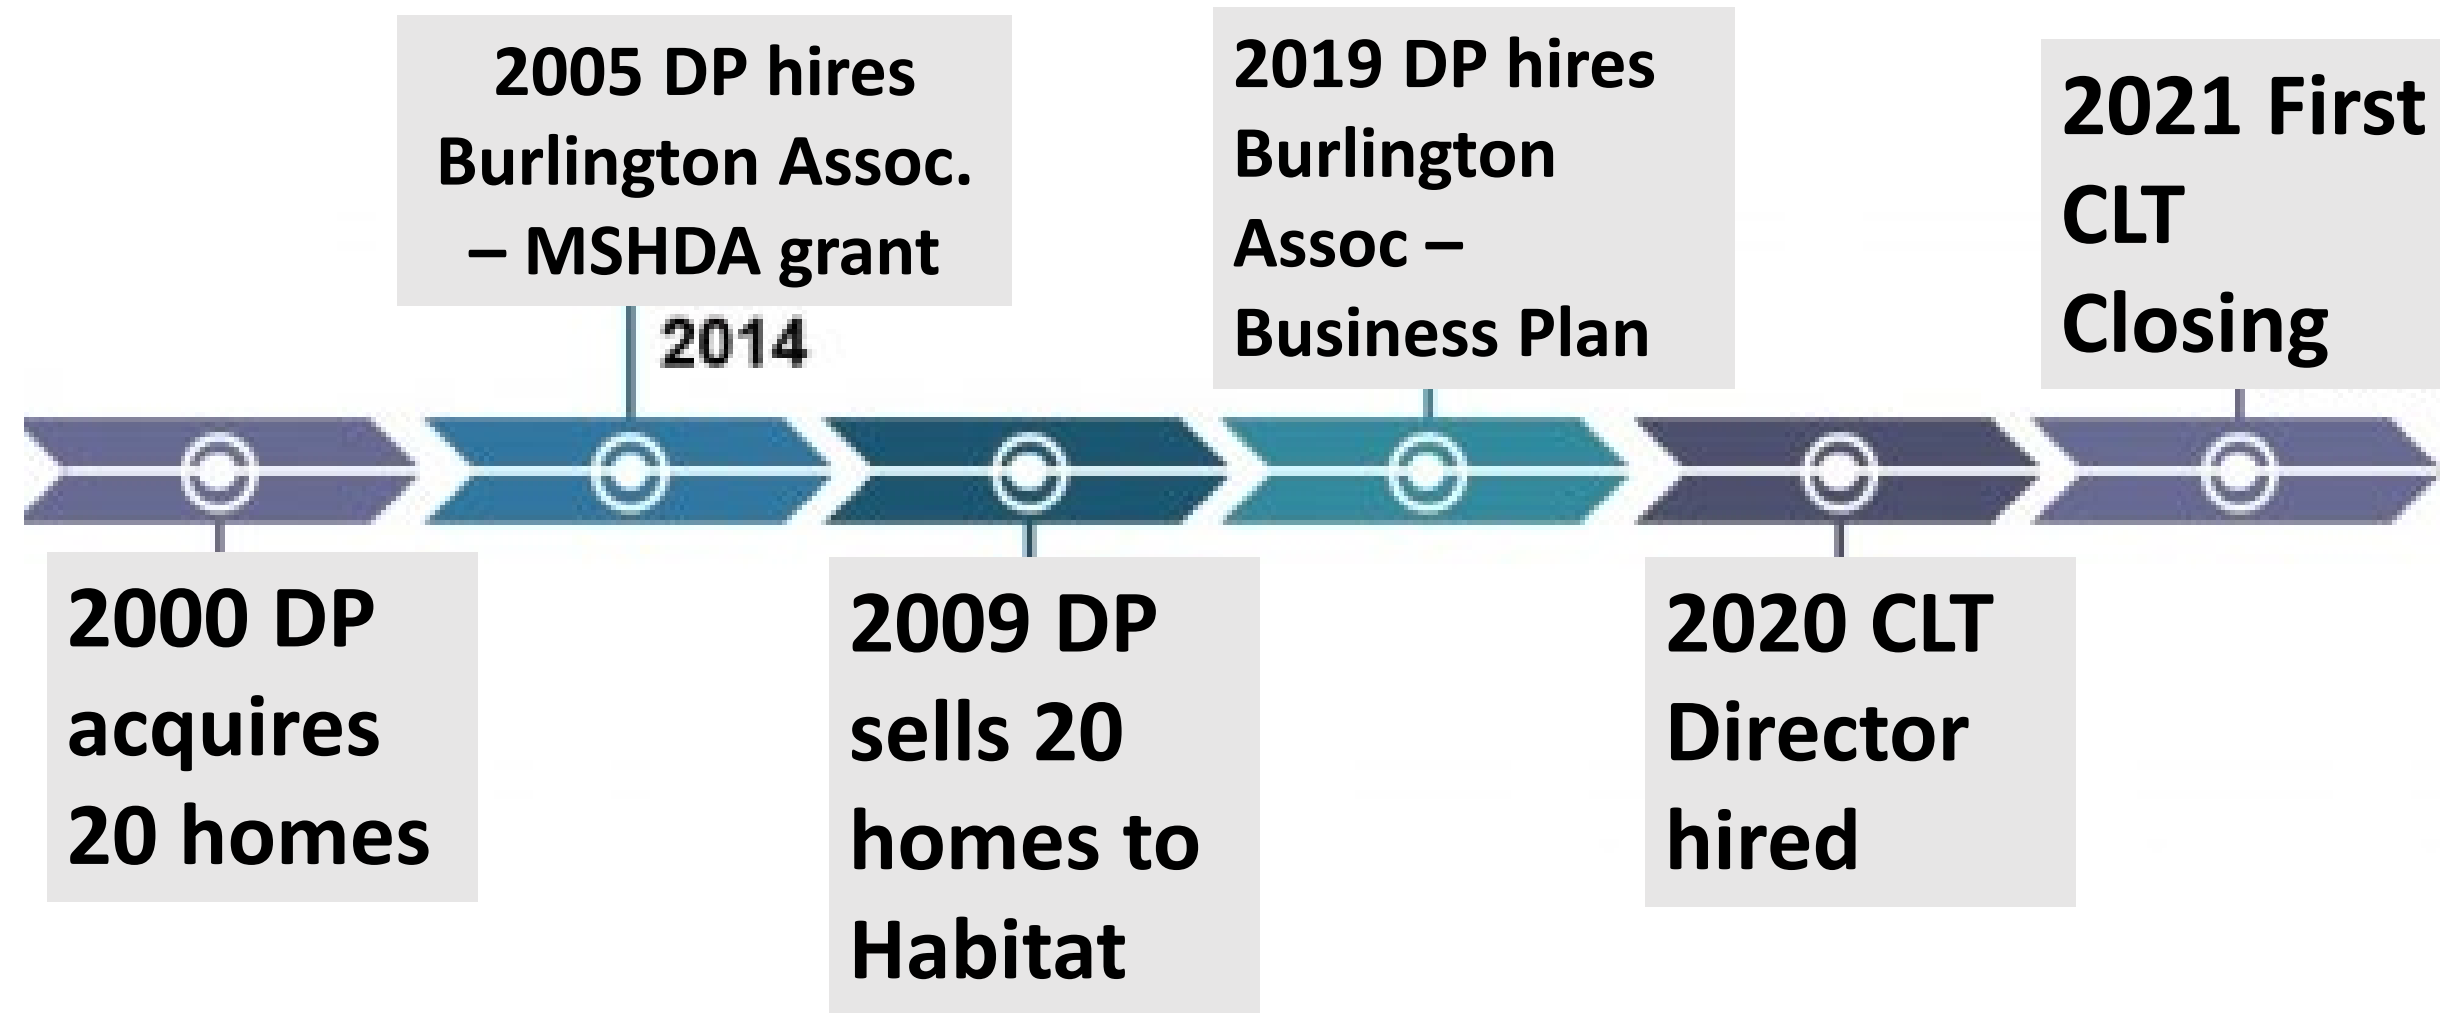 2005 DP hires
Burlington Assoc.
– MSHDA grant
2019 DP hires
Burlington
Assoc –
Business Plan
2021 First
CLT
Closing
2014
2000 DP
acquires
20 homes
2009 DP
sells 20
homes to
Habitat
2020 CLT
Director
hired